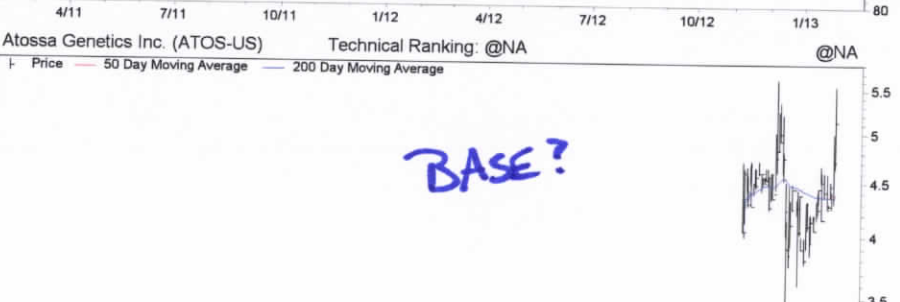 80
4/11 7/11 10/11 1/12 4/12 7/12 10/12 1/13
Atossa Genetics Inc. (ATOS-US) Technical Ranking: @NA @NA
Price 50 Day Moving Average 200 Day Moving Average
5.5
5
BASE?
4.5
4
3.5